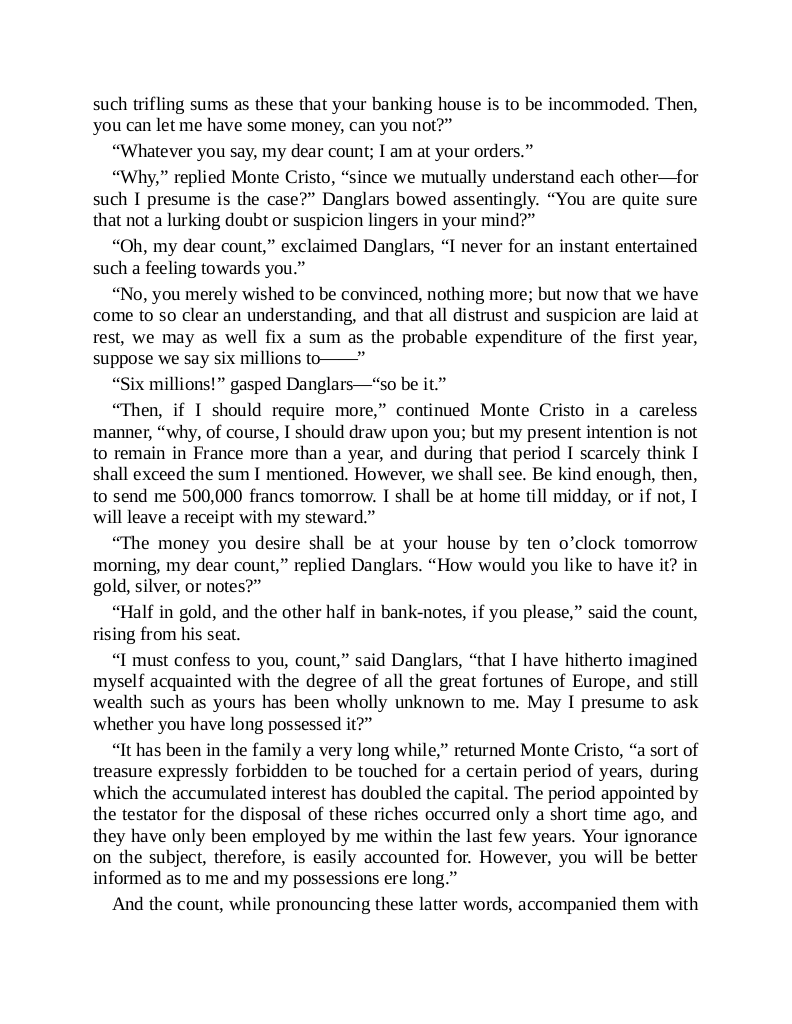 such trifling sums as these that your banking house is to be incommoded. Then,
you can let me have some money, can you not?”
“Whatever you say, my dear count; I am at your orders.”
“Why,” replied Monte Cristo, “since we mutually understand each other—for
such I presume is the case?” Danglars bowed assentingly. “You are quite sure
that not a lurking doubt or suspicion lingers in your mind?”
“Oh, my dear count,” exclaimed Danglars, “I never for an instant entertained
such a feeling towards you.”
“No, you merely wished to be convinced, nothing more; but now that we have
come to so clear an understanding, and that all distrust and suspicion are laid at
rest, we may as well fix a sum as the probable expenditure of the first year,
suppose we say six millions to——”
“Six millions!” gasped Danglars—“so be it.”
“Then, if I should require more,” continued Monte Cristo in a careless
manner, “why, of course, I should draw upon you; but my present intention is not
to remain in France more than a year, and during that period I scarcely think I
shall exceed the sum I mentioned. However, we shall see. Be kind enough, then,
to send me 500,000 francs tomorrow. I shall be at home till midday, or if not, I
will leave a receipt with my steward.”
“The money you desire shall be at your house by ten o’clock tomorrow
morning, my dear count,” replied Danglars. “How would you like to have it? in
gold, silver, or notes?”
“Half in gold, and the other half in bank-notes, if you please,” said the count,
rising from his seat.
“I must confess to you, count,” said Danglars, “that I have hitherto imagined
myself acquainted with the degree of all the great fortunes of Europe, and still
wealth such as yours has been wholly unknown to me. May I presume to ask
whether you have long possessed it?”
“It has been in the family a very long while,” returned Monte Cristo, “a sort of
treasure expressly forbidden to be touched for a certain period of years, during
which the accumulated interest has doubled the capital. The period appointed by
the testator for the disposal of these riches occurred only a short time ago, and
they have only been employed by me within the last few years. Your ignorance
on the subject, therefore, is easily accounted for. However, you will be better
informed as to me and my possessions ere long.”
And the count, while pronouncing these latter words, accompanied them with